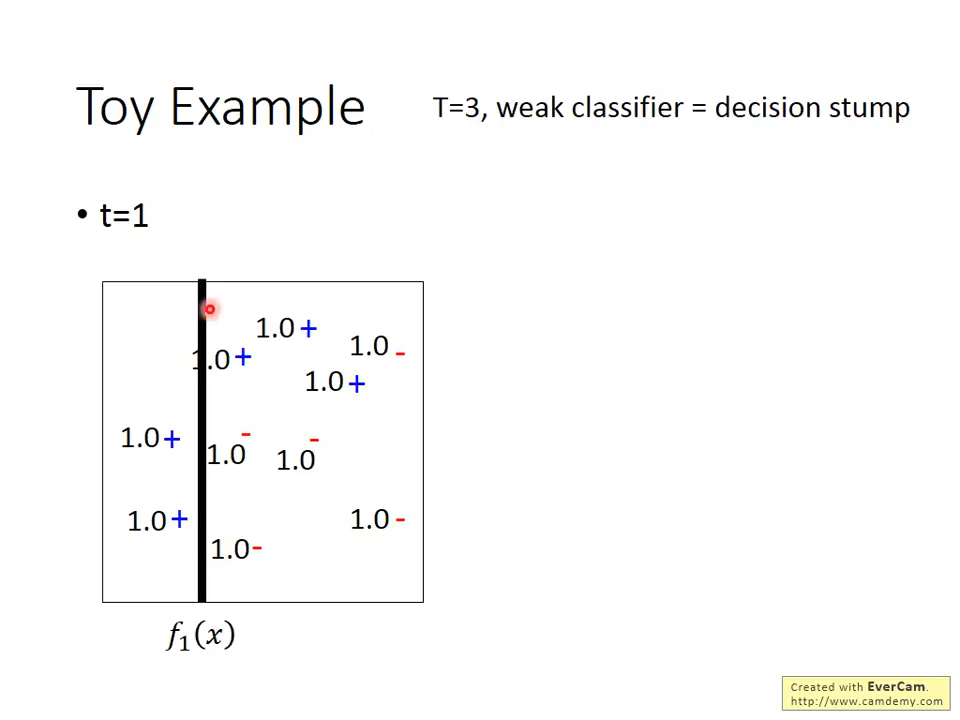 Toy Example
T=3, weak classifier = decision stump
• t=1
1.0 +
1.0 -
1.0 +
1.0 +
1.0 +
1.0 -
1.0 -
1.0 +
1.0 -
1.0 -
f₁(x)
Created with EverCam.
http://www.camdemy.com